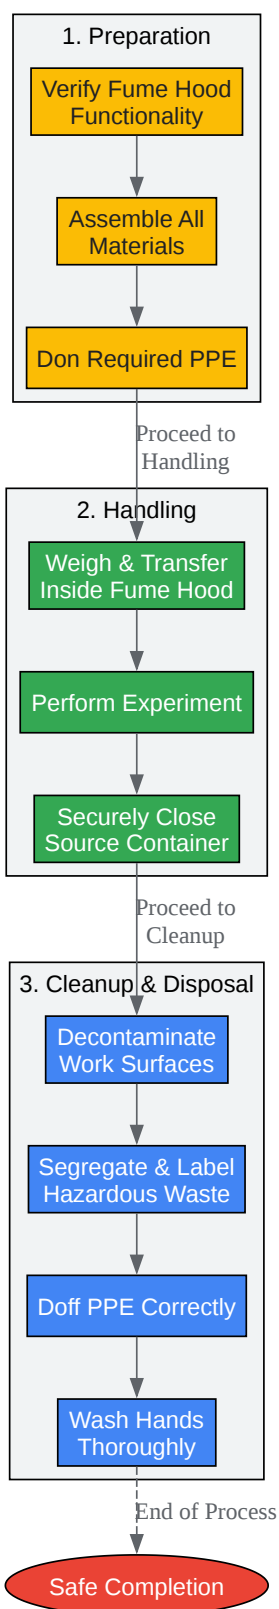 1. Preparation
Verify Fume Hood
Functionality
Assemble All
Materials
Don Required PPE
Proceed to
Handling
2. Handling
Weigh & Transfer
Inside Fume Hood
Perform Experiment
Securely Close
Source Container
Proceed to
Cleanup
3. Cleanup & Disposal
Decontaminate
Work Surfaces
Segregate & Label
Hazardous Waste
Doff PPE Correctly
Wash Hands
Thoroughly
End of Process
Safe Completion